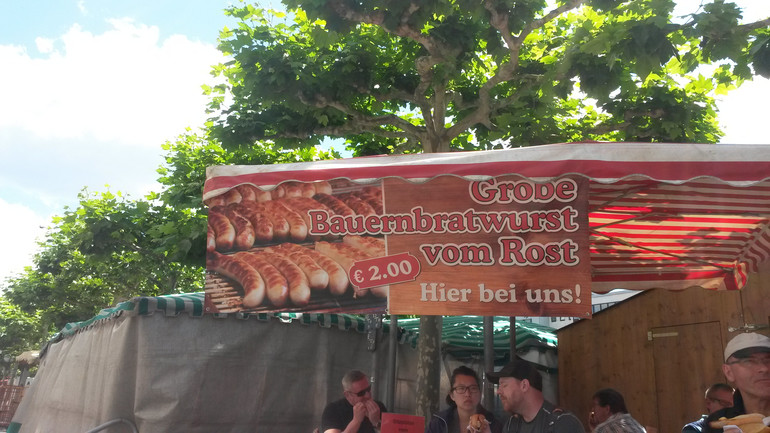 Grobe
Bauernbratwurst
vom Rost
€ 2.00
Hier bei uns!